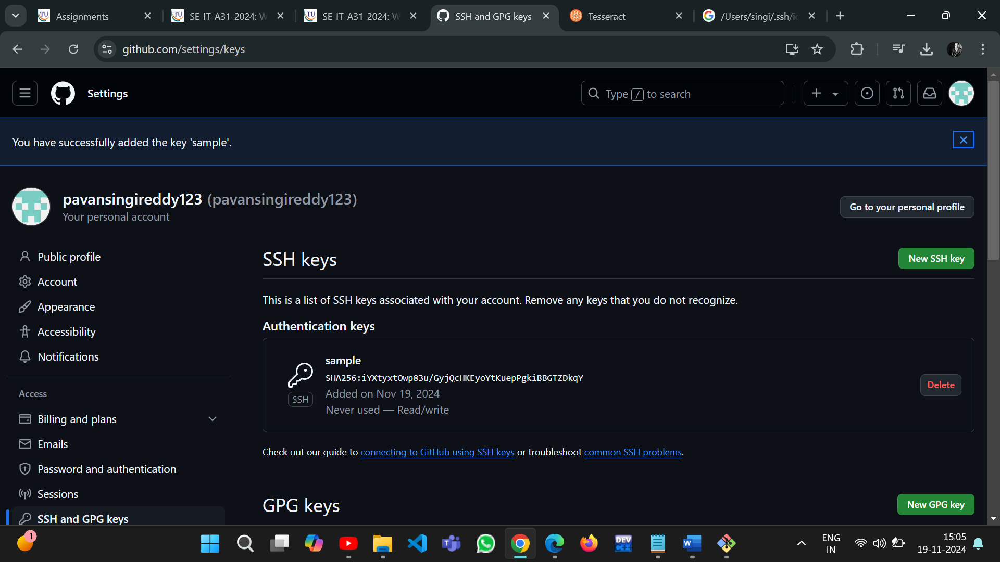 Assignments
SE-IT-A31-2024: W
SE-IT-A31-2024: W
SSH and GPG keys
Tesseract
/Users/singi/.ssh/ic
github.com/settings/keys
Settings
Type / to search
You have successfully added the key 'sample'.
pavansingireddy123 (pavansingireddy123)
Your personal account
Go to your personal profile
Public profile
Account
Appearance
Accessibility
Notifications
Access
Billing and plans
Emails
Password and authentication
Sessions
SSH and GPG keys
SSH keys
New SSH key
This is a list of SSH keys associated with your account. Remove any keys that you do not recognize.
Authentication keys
sample
SHA256:iYXtyxtOwp83u/GyjQcHKEyoYtKuepPgkiBBGTZDkqY
Added on Nov 19, 2024
Never used — Read/write
SSH
Delete
Check out our guide to connecting to GitHub using SSH keys or troubleshoot common SSH problems.
GPG keys
New GPG key
1
ENG
IN
15:05
19-11-2024